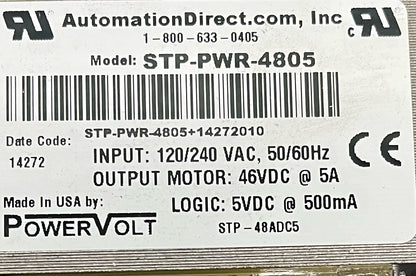 AutomationDirect.com, Inc
1-800-633-0405
Model: STP-PWR-4805
STP-PWR-4805+14272010
Date Code:
14272
INPUT: 120/240 VAC, 50/60Hz
OUTPUT MOTOR: 46VDC @ 5A
LOGIC: 5VDC @ 500mA
Made In USA by:
POWERVOLT
STP-48ADC5
CE